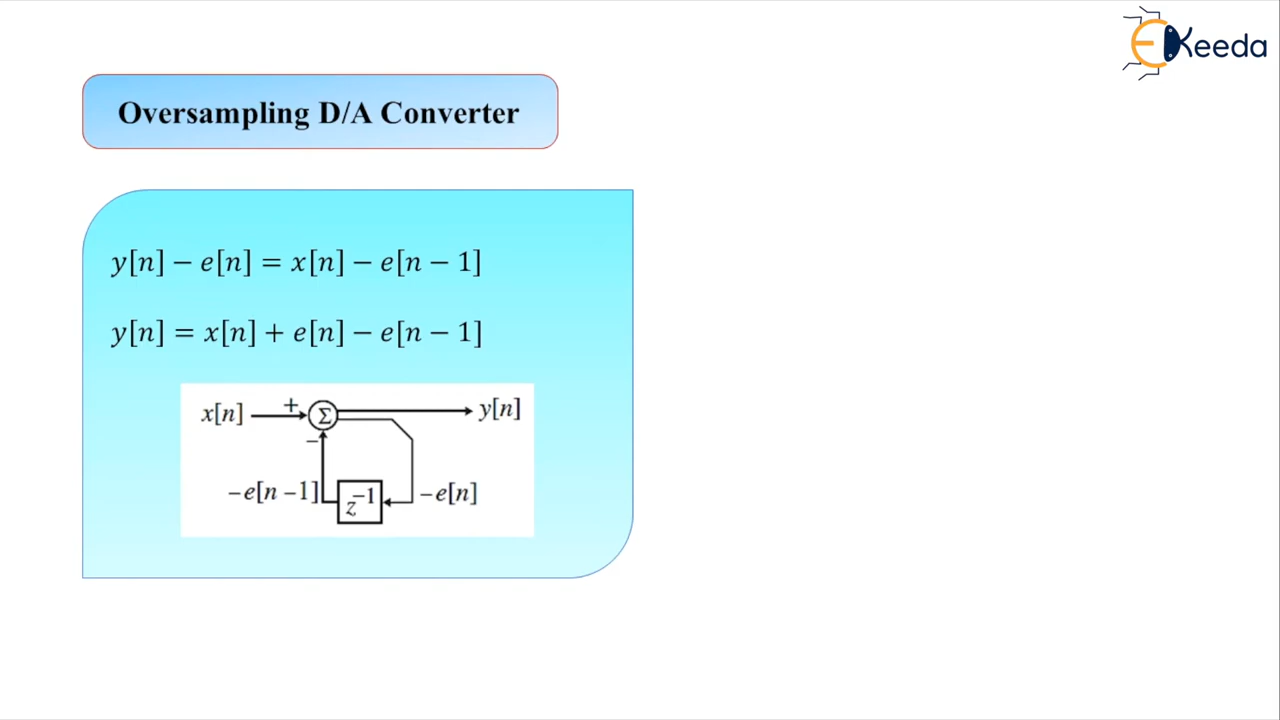 EKeeda
Oversampling D/A Converter
y[n] − e[n] = x[n] − e[n − 1]
y[n] = x[n] + e[n] − e[n − 1]
x[n] + Σ y[n]
−
−e[n −1] z⁻¹ −e[n]